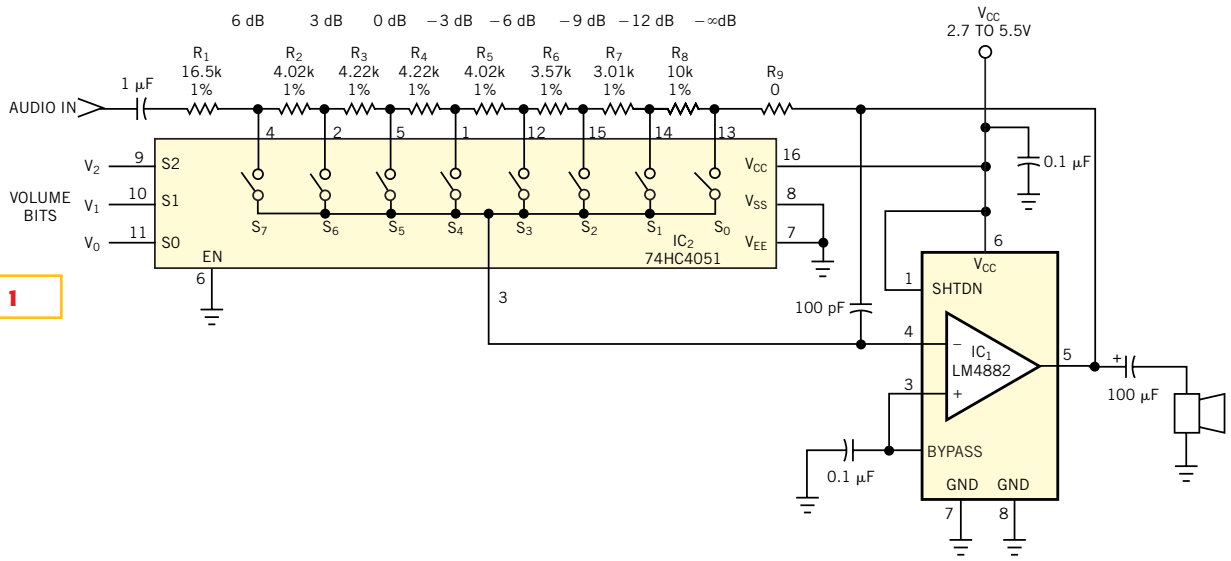 6 dB 3 dB 0 dB −3 dB −6 dB −9 dB −12 dB −∞dB
V_CC
2.7 TO 5.5V
R1 R2 R3 R4 R5 R6 R7 R8 R9
16.5k 4.02k 4.22k 4.22k 4.02k 3.57k 3.01k 10k 0
1% 1% 1% 1% 1% 1% 1% 1%
1 µF
AUDIO IN
4 2 5 1 12 15 14 13
V2 9 S2
VCC 16
0.1 µF
VOLUME
BITS
V1 10 S1
VSS 8
S7 S6 S5 S4 S3 S2 S1 S0
V0 11 S0
IC2
74HC4051
VEE 7
EN
6
6
VCC
1
3
1
SHTDN
100 pF
4
−
IC1
LM4882
5
+
100 µF
3
+
BYPASS
0.1 µF
GND GND
7 8